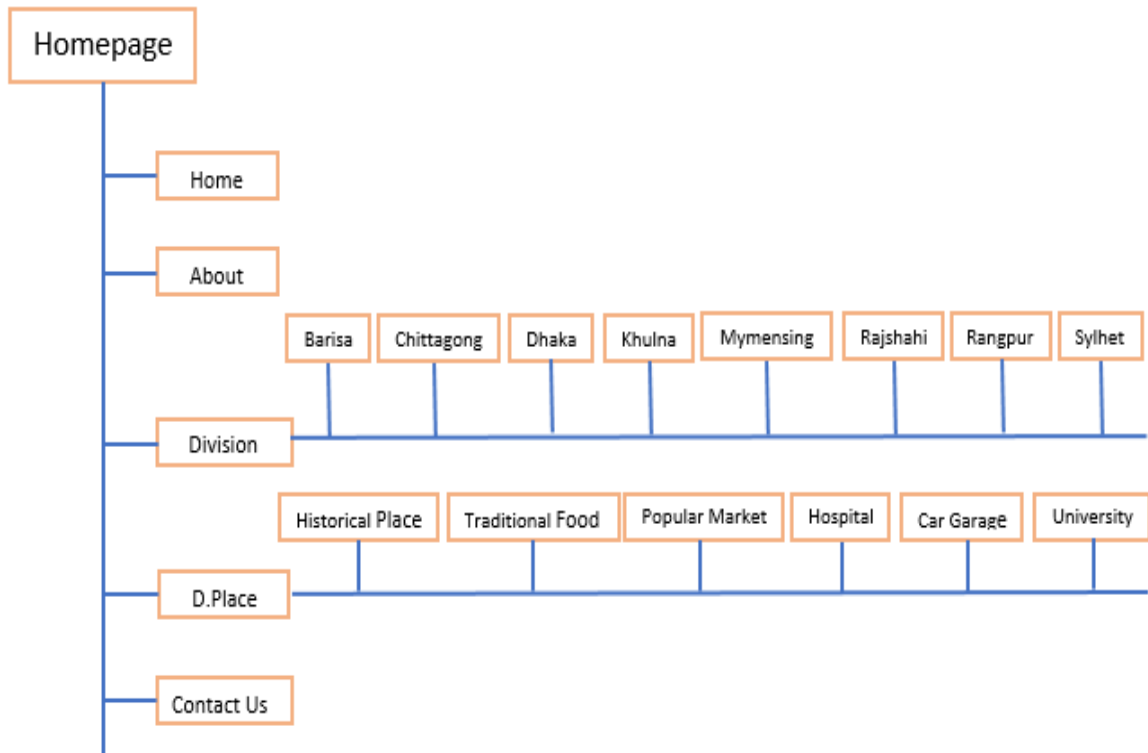 Homepage
Home
About
Barisa
Chittagong
Dhaka
Khulna
Mymensing
Rajshahi
Rangpur
Sylhet
Division
Historical Place
Traditional Food
Popular Market
Hospital
Car Garage
University
D.Place
Contact Us